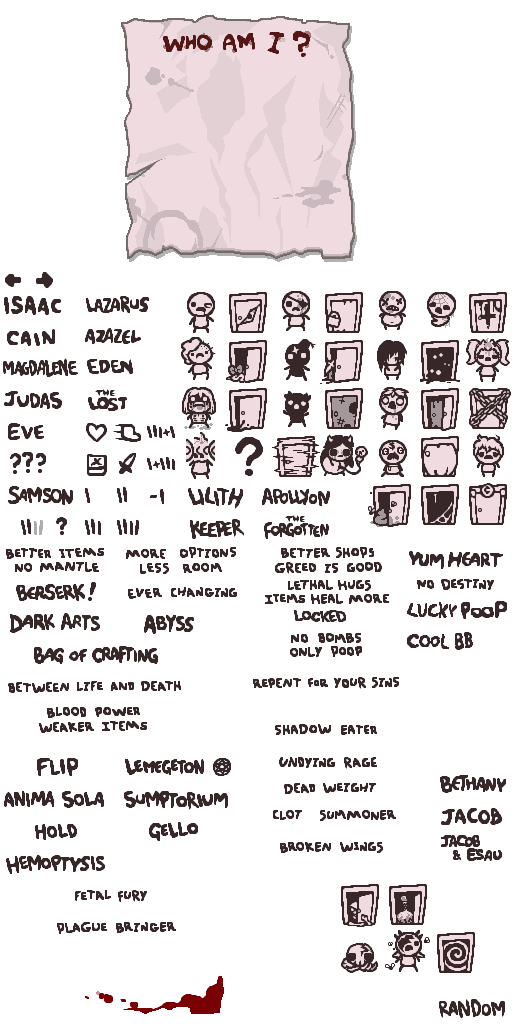 WHO AM I ?
ISAAC LAZARUS
CAIN AZAZEL
MAGDALENE EDEN
JUDAS THE LOST
EVE
??? ?
SAMSON LILITH APOLLYON
? KEEPER THE FORGOTTEN
BETTER ITEMS
NO MANTLE
MORE OPTIONS
LESS ROOM
BETTER SHOPS
GREED IS GOOD
YUM HEART
BERSERK! EVER CHANGING
LETHAL HUGS
ITEMS HEAL MORE
NO DESTINY
DARK ARTS ABYSS LOCKED LUCKY POOP
NO BOMBS
ONLY POOP
COOL BB
BAG OF CRAFTING
BETWEEN LIFE AND DEATH REPENT FOR YOUR SINS
BLOOD POWER
WEAKER ITEMS
SHADOW EATER
FLIP LEMEGETON UNDYING RAGE
DEAD WEIGHT BETHANY
ANIMA SOLA SUMPTORIUM
CLOT SUMMONER JACOB
HOLD GELLO
BROKEN WINGS
JACOB
& ESAU
HEMOPTYSIS
FETAL FURY
PLAGUE BRINGER
RANDOM